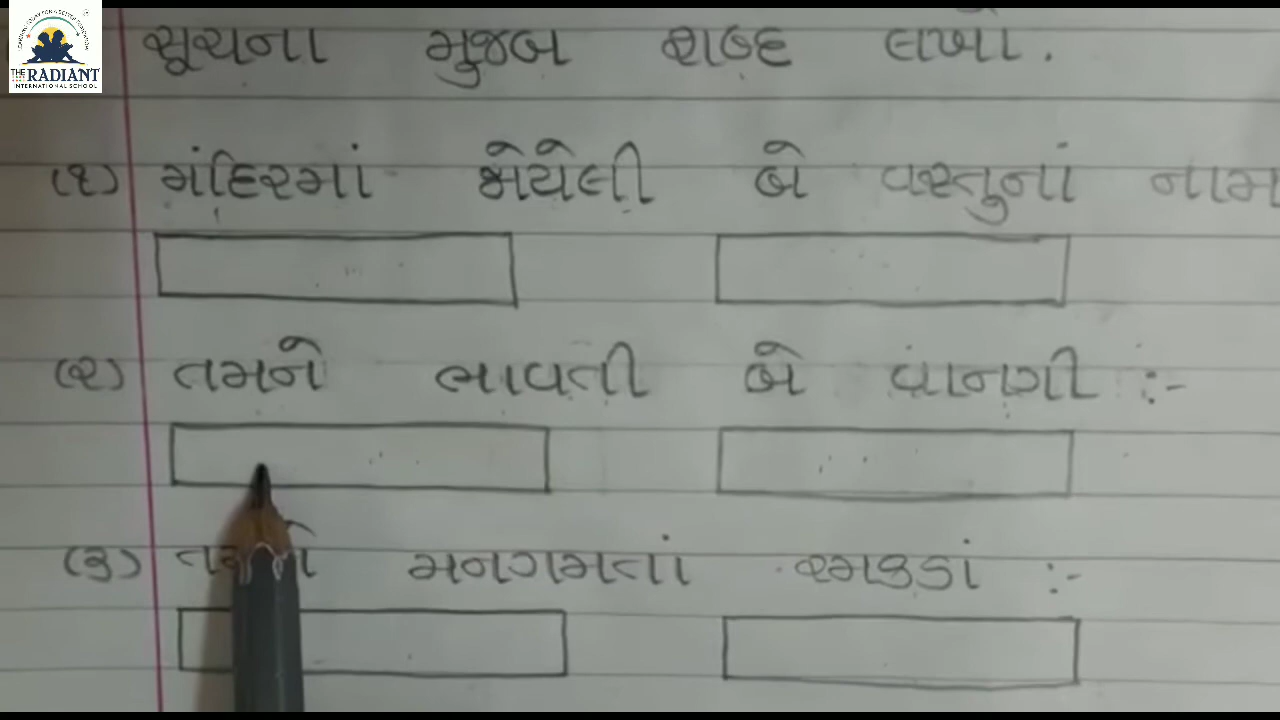 THE RADIANT
INTERNATIONAL SCHOOL
સૂચના મુજબ શબ્દ લખો.
(૧) મંદિરમાં જોયેલી બે વસ્તુનાં નામ
(૨) તમને ભાવતી બે વાનગી :-
(૩) મનગમતાં રમકડાં :-